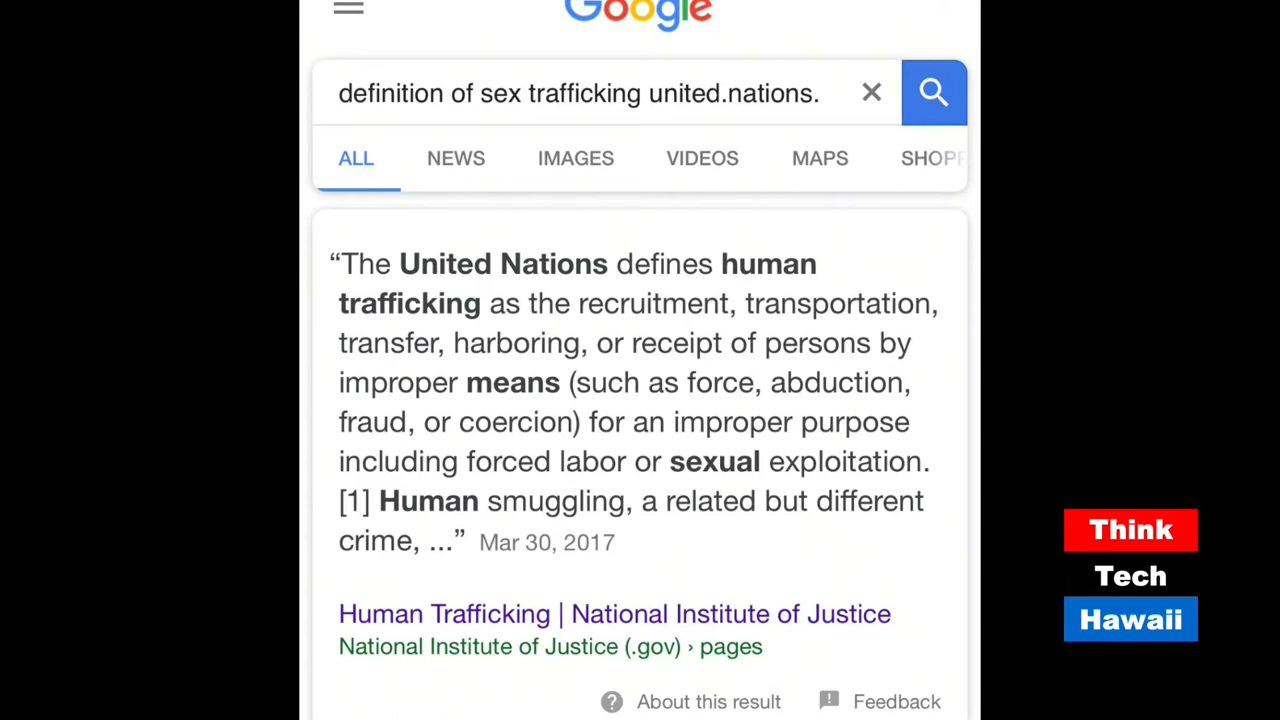 Google
definition of sex trafficking united.nations.
ALL NEWS IMAGES VIDEOS MAPS SHOPP
“The United Nations defines human
trafficking as the recruitment, transportation,
transfer, harboring, or receipt of persons by
improper means (such as force, abduction,
fraud, or coercion) for an improper purpose
including forced labor or sexual exploitation.
[1] Human smuggling, a related but different
crime, ...” Mar 30, 2017
Human Trafficking | National Institute of Justice
National Institute of Justice (.gov) › pages
About this result Feedback
Think
Tech
Hawaii